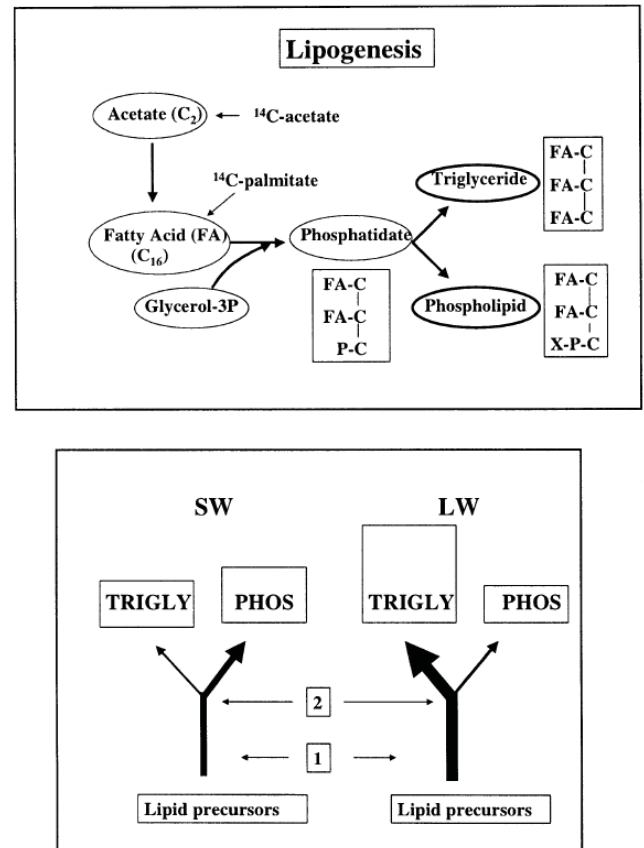 Lipogenesis
Acetate (C2)
14C-acetate
14C-palmitate
Fatty Acid (FA)
(C16)
Glycerol-3P
Phosphatidate
FA-C
FA-C
P-C
Triglyceride
FA-C
FA-C
FA-C
Phospholipid
FA-C
FA-C
X-P-C
SW
LW
TRIGLY
PHOS
TRIGLY
PHOS
2
1
Lipid precursors
Lipid precursors